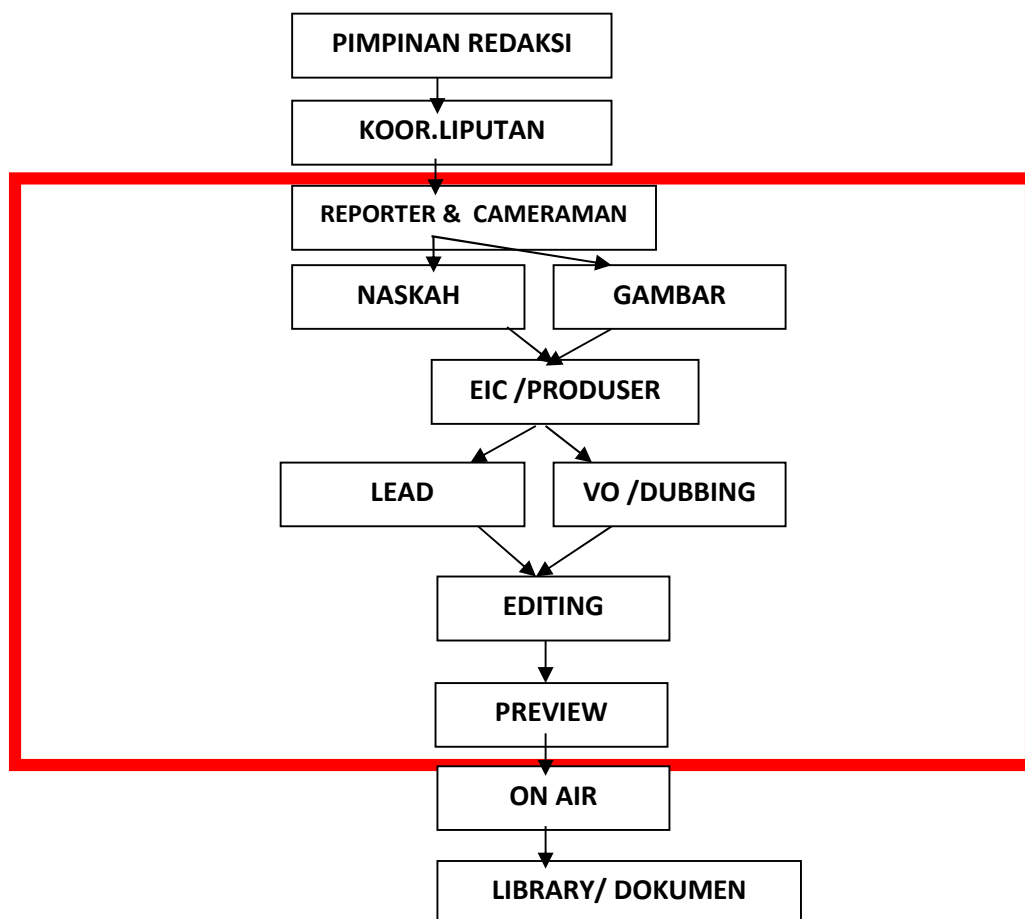 PIMPINAN REDAKSI
KOOR.LIPUTAN
REPORTER & CAMERAMAN
NASKAH
GAMBAR
EIC /PRODUSER
LEAD
VO /DUBBING
EDITING
PREVIEW
ON AIR
LIBRARY/ DOKUMEN